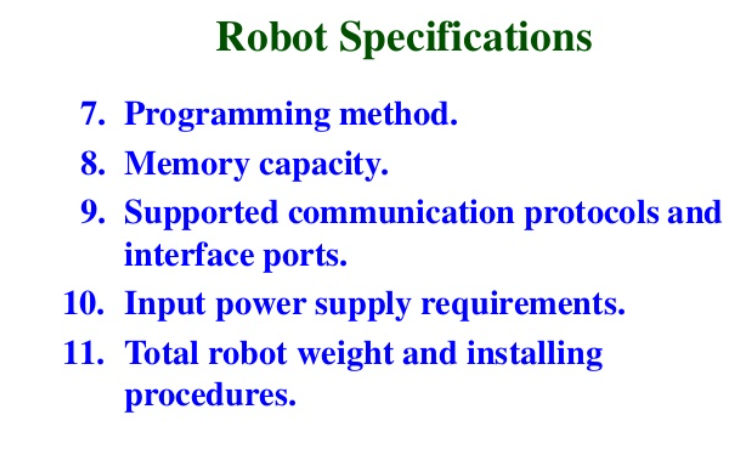 Robot Specifications
7. Programming method.
8. Memory capacity.
9. Supported communication protocols and
interface ports.
10. Input power supply requirements.
11. Total robot weight and installing
procedures.